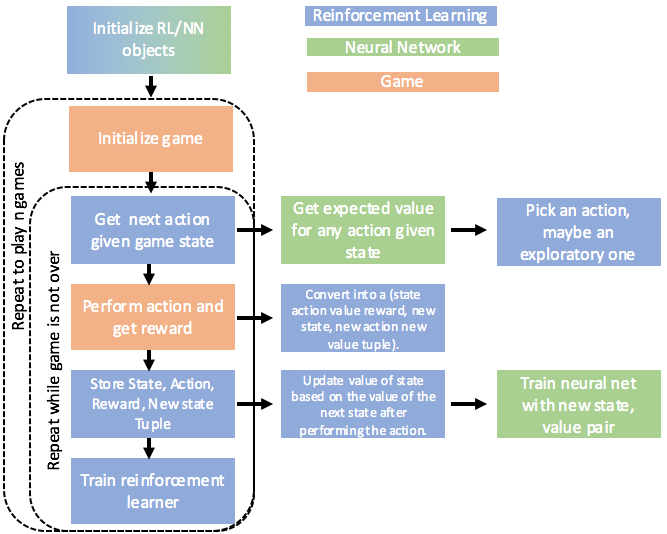 Initialize RL/NN
objects
Reinforcement Learning
Neural Network
Game
Repeat to play n games
Initialize game
Repeat while game is not over
Get next action
given game state
Get expected value
for any action given
state
Pick an action,
maybe an
exploratory one
Perform action and
get reward
Convert into a (state
action value reward, new
state, new action new
value tuple).
Store State, Action,
Reward, New state
Tuple
Update value of state
based on the value of the
next state after
performing the action.
Train neural net
with new state,
value pair
Train reinforcement
learner